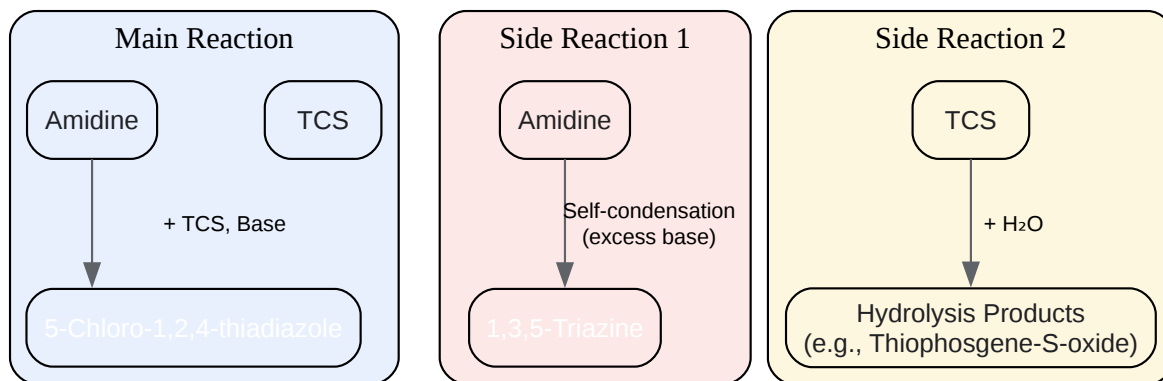 Main Reaction
Amidine
TCS
+ TCS, Base
5-Chloro-1,2,4-thiadiazole
Side Reaction 1
Amidine
Self-condensation
(excess base)
1,3,5-Triazine
Side Reaction 2
TCS
+ H₂O
Hydrolysis Products
(e.g., Thiophosgene-S-oxide)